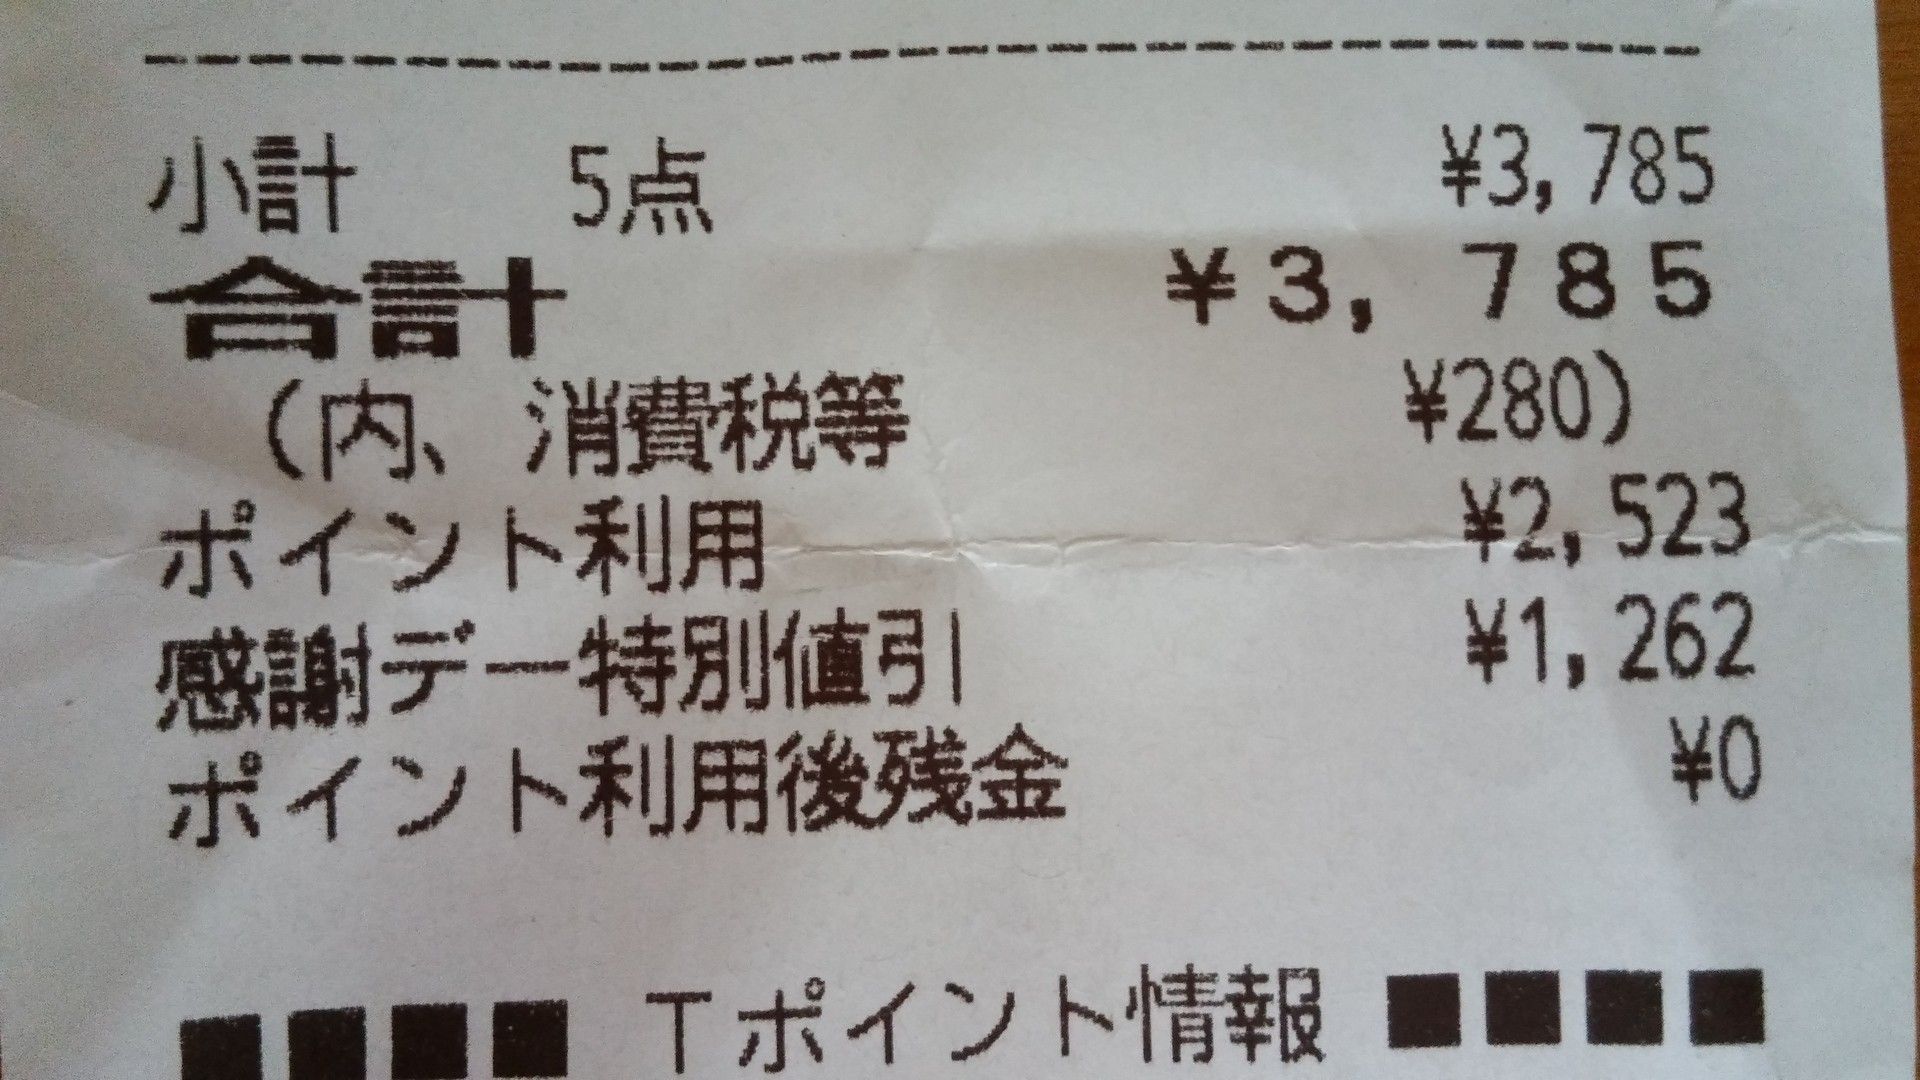 小計 5点 ¥3,785
合計 ¥3,785
(内、消費税等 ¥280)
ポイント利用 ¥2,523
感謝デー特別値引 ¥1,262
ポイント利用後残金 ¥0
■■■■ Tポイント情報 ■■■■